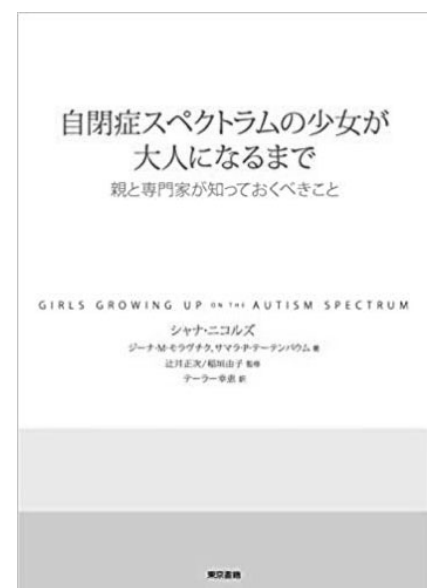 自閉症スペクトラムの少女が
大人になるまで
親と専門家が知っておくべきこと
GIRLS GROWING UP ON THE AUTISM SPECTRUM
シャナ・ニコルズ
ジーナ・M・モラヴチク、サマラ・P・テーテンバウム 著
辻井正次/稲垣由子 監修
テーラー幸恵 訳
東京書籍